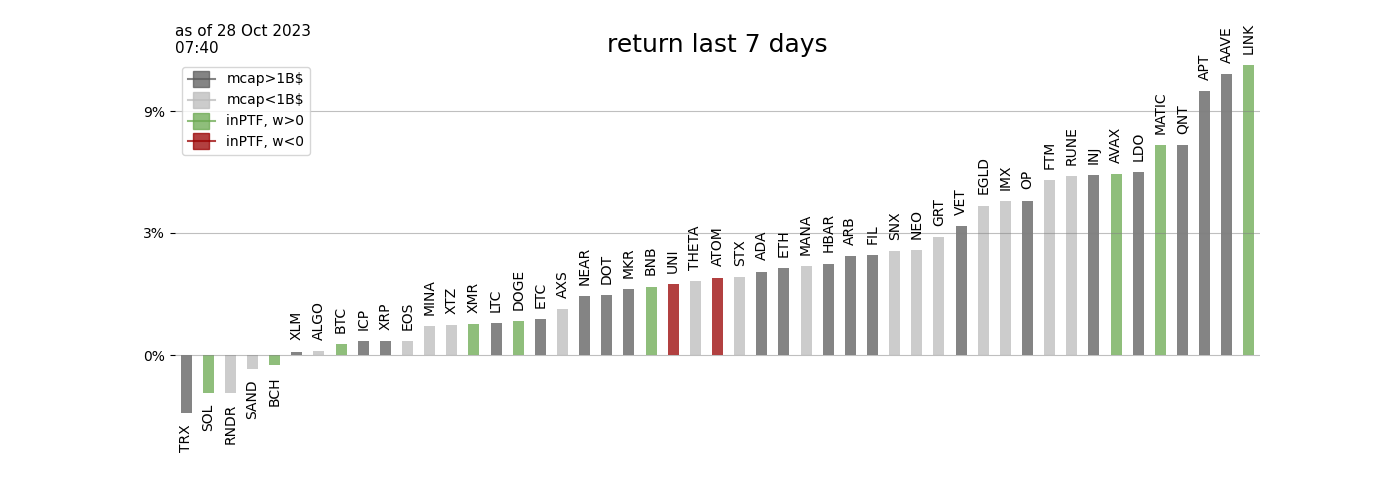 as of 28 Oct 2023
07:40
return last 7 days
mcap>1B$
mcap<1B$
inPTF, w>0
inPTF, w<0
9%
3%
0%
TRX
SOL
RNDR
SAND
BCH
XLM
ALGO
BTC
ICP
XRP
EOS
MINA
XTZ
XMR
LTC
DOGE
ETC
AXS
NEAR
DOT
MKR
BNB
UNI
THETA
ATOM
STX
ADA
ETH
MANA
HBAR
ARB
FIL
SNX
NEO
GRT
VET
EGLD
IMX
OP
FTM
RUNE
INJ
AVAX
LDO
MATIC
QNT
APT
AAVE
LINK